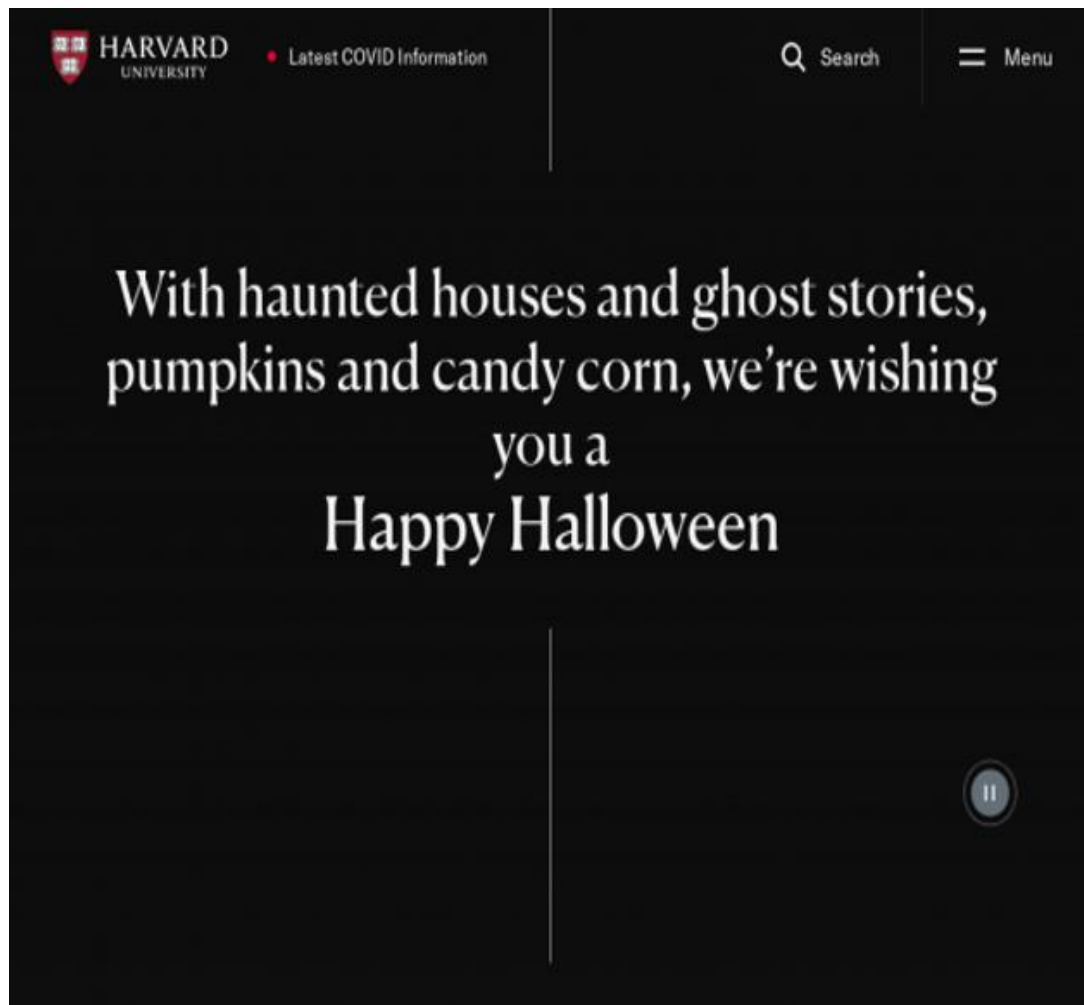 HARVARD
UNIVERSITY
Latest COVID Information
Search
Menu
With haunted houses and ghost stories,
pumpkins and candy corn, we’re wishing
you a
Happy Halloween